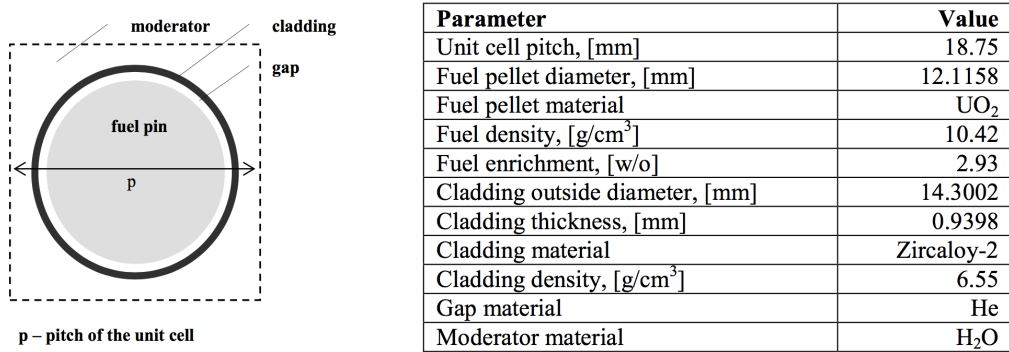 moderator
cladding
gap
fuel pin
p
p – pitch of the unit cell
Parameter Value
Unit cell pitch, [mm] 18.75
Fuel pellet diameter, [mm] 12.1158
Fuel pellet material UO₂
Fuel density, [g/cm³] 10.42
Fuel enrichment, [w/o] 2.93
Cladding outside diameter, [mm] 14.3002
Cladding thickness, [mm] 0.9398
Cladding material Zircaloy-2
Cladding density, [g/cm³] 6.55
Gap material He
Moderator material H₂O